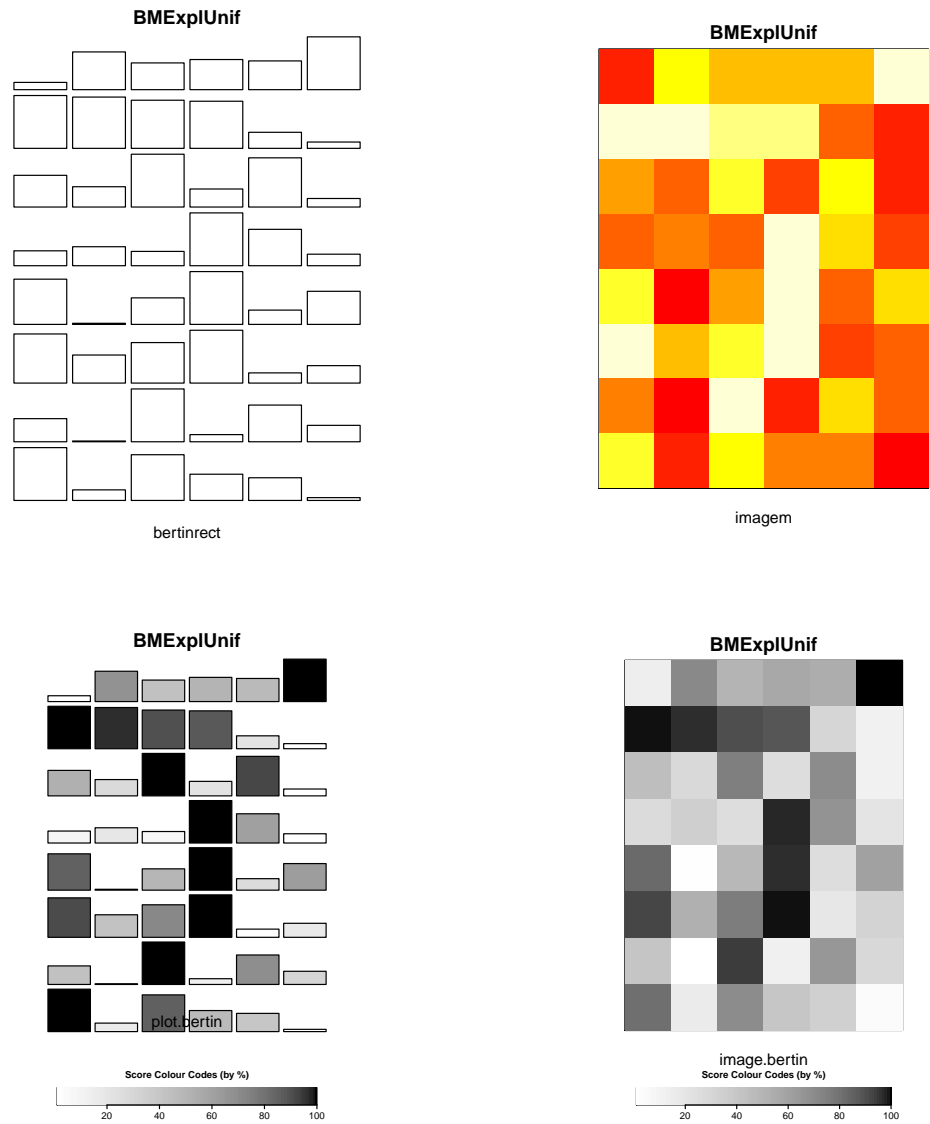 BMExplUnif
bertinrect
BMExplUnif
imagem
BMExplUnif
plot.bertin
Score Colour Codes (by %)
20 40 60 80 100
BMExplUnif
image.bertin
Score Colour Codes (by %)
20 40 60 80 100